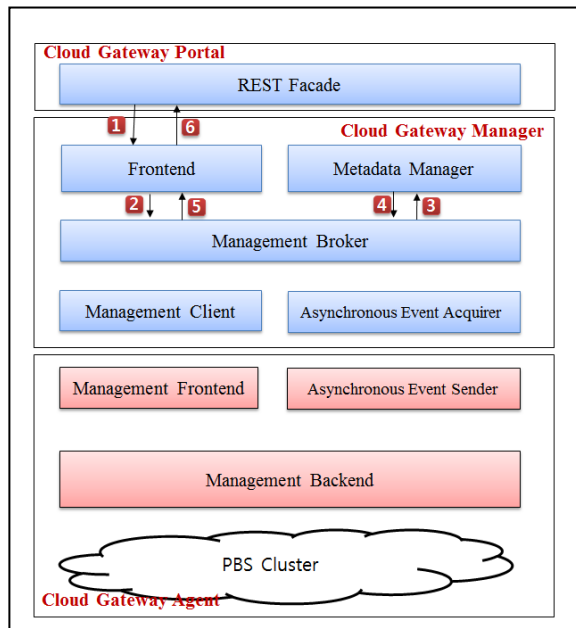 Cloud Gateway Portal
REST Facade
1 6
Cloud Gateway Manager
Frontend
Metadata Manager
2 5 4 3
Management Broker
Management Client
Asynchronous Event Acquirer
Management Frontend
Asynchronous Event Sender
Management Backend
PBS Cluster
Cloud Gateway Agent